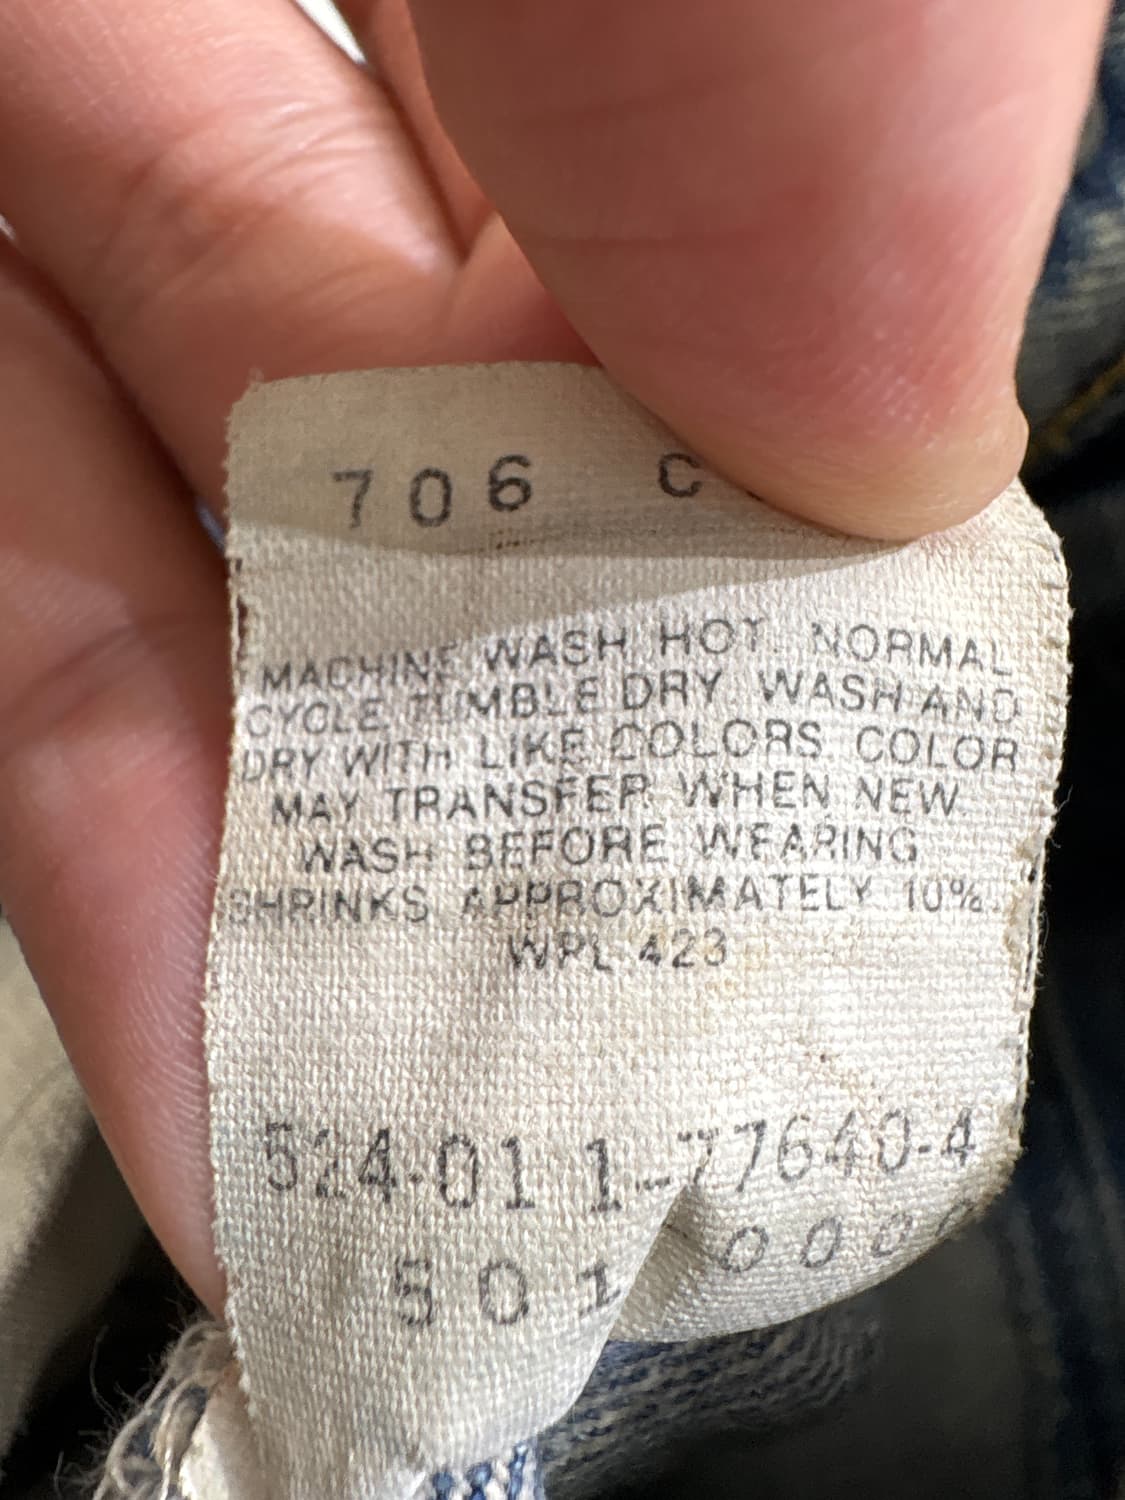 706 C
MACHINE WASH HOT. NORMAL
CYCLE TUMBLE DRY. WASH AND
DRY WITH LIKE COLORS. COLOR
MAY TRANSFER WHEN NEW
WASH BEFORE WEARING
SHRINKS APPROXIMATELY 10%.
WPL 423
524-01 1-77640-4
501 000